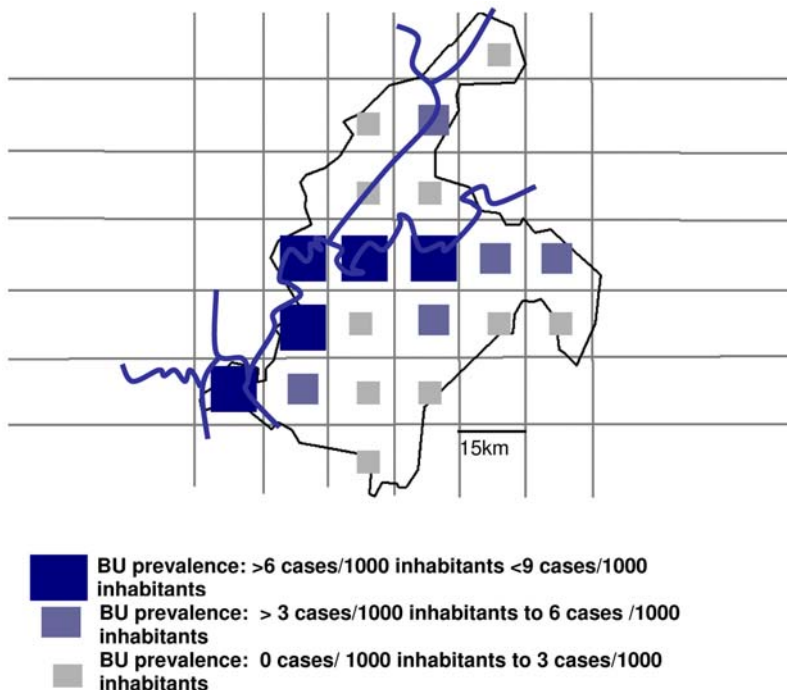 15km
BU prevalence: >6 cases/1000 inhabitants <9 cases/1000
inhabitants
BU prevalence: > 3 cases/1000 inhabitants to 6 cases /1000
inhabitants
BU prevalence: 0 cases/ 1000 inhabitants to 3 cases/1000
inhabitants